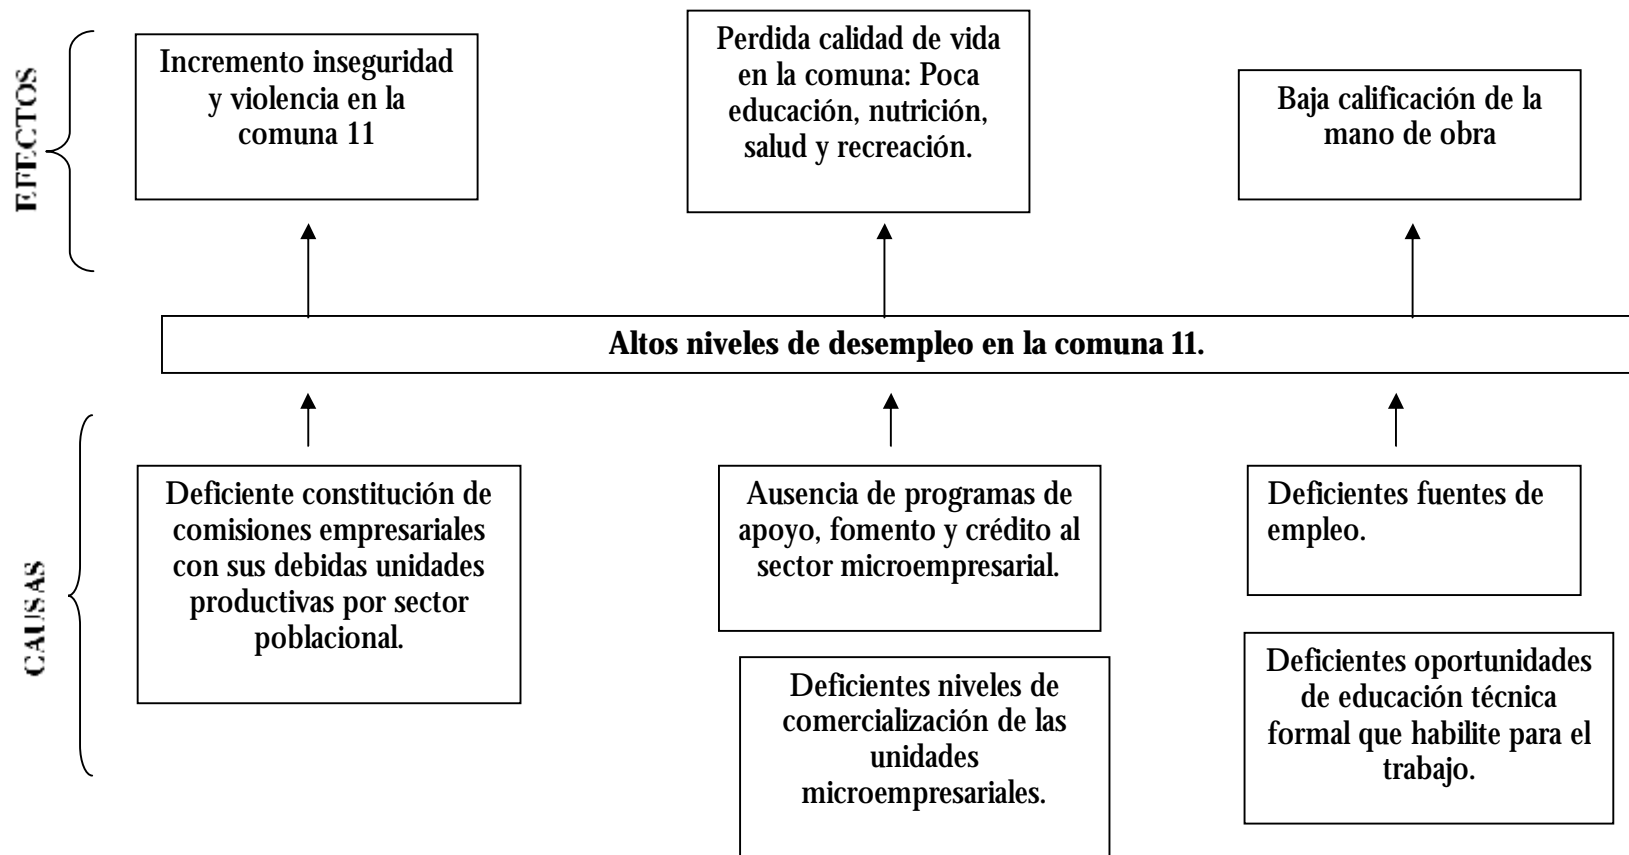 EFECTOS
Incremento inseguridad
y violencia en la
comuna 11
Perdida calidad de vida
en la comuna: Poca
educación, nutrición,
salud y recreación.
Baja calificación de la
mano de obra
Altos niveles de desempleo en la comuna 11.
CAUSAS
Deficiente constitución de
comisiones empresariales
con sus debidas unidades
productivas por sector
poblacional.
Ausencia de programas de
apoyo, fomento y crédito al
sector microempresarial.
Deficientes fuentes de
empleo.
Deficientes niveles de
comercialización de las
unidades
microempresariales.
Deficientes oportunidades
de educación técnica
formal que habilite para el
trabajo.